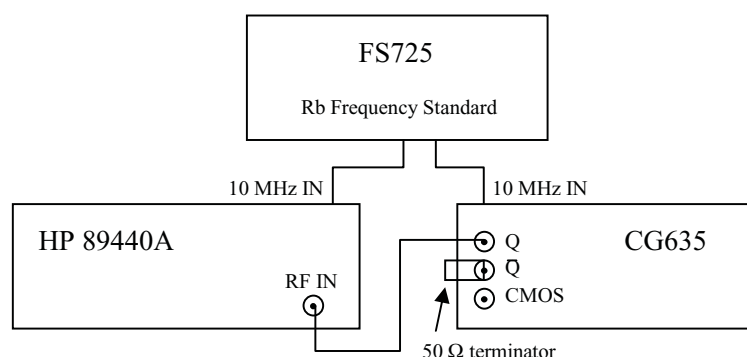 FS725
Rb Frequency Standard
10 MHz IN
10 MHz IN
HP 89440A
CG635
Q
Q̅
RF IN
CMOS
50 Ω terminator